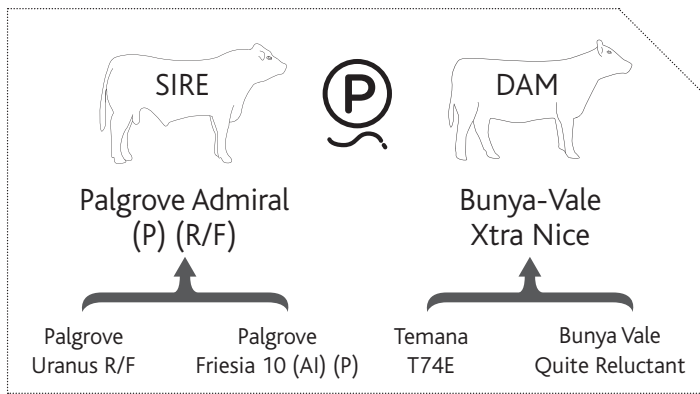 SIRE
P
DAM
Palgrove Admiral
(P) (R/F)
Bunya-Vale
Xtra Nice
Palgrove
Uranus R/F
Palgrove
Friesia 10 (AI) (P)
Temana
T74E
Bunya Vale
Quite Reluctant